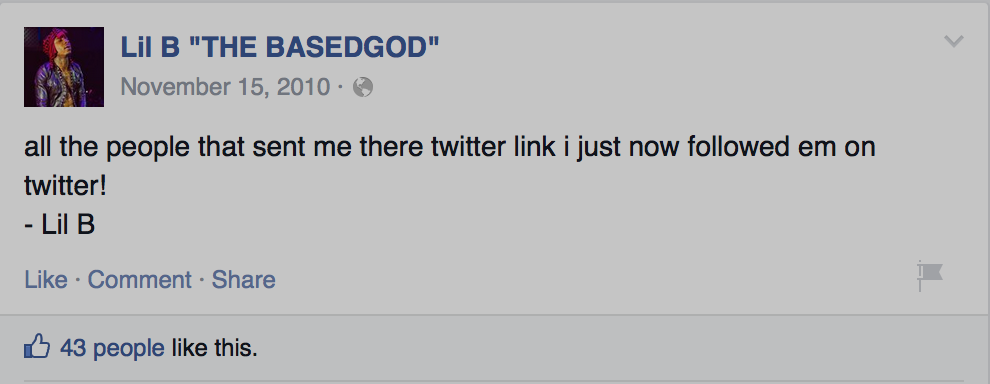 Lil B "THE BASEDGOD"
November 15, 2010 ·
all the people that sent me there twitter link i just now followed em on
twitter!
- Lil B
Like · Comment · Share
43 people like this.